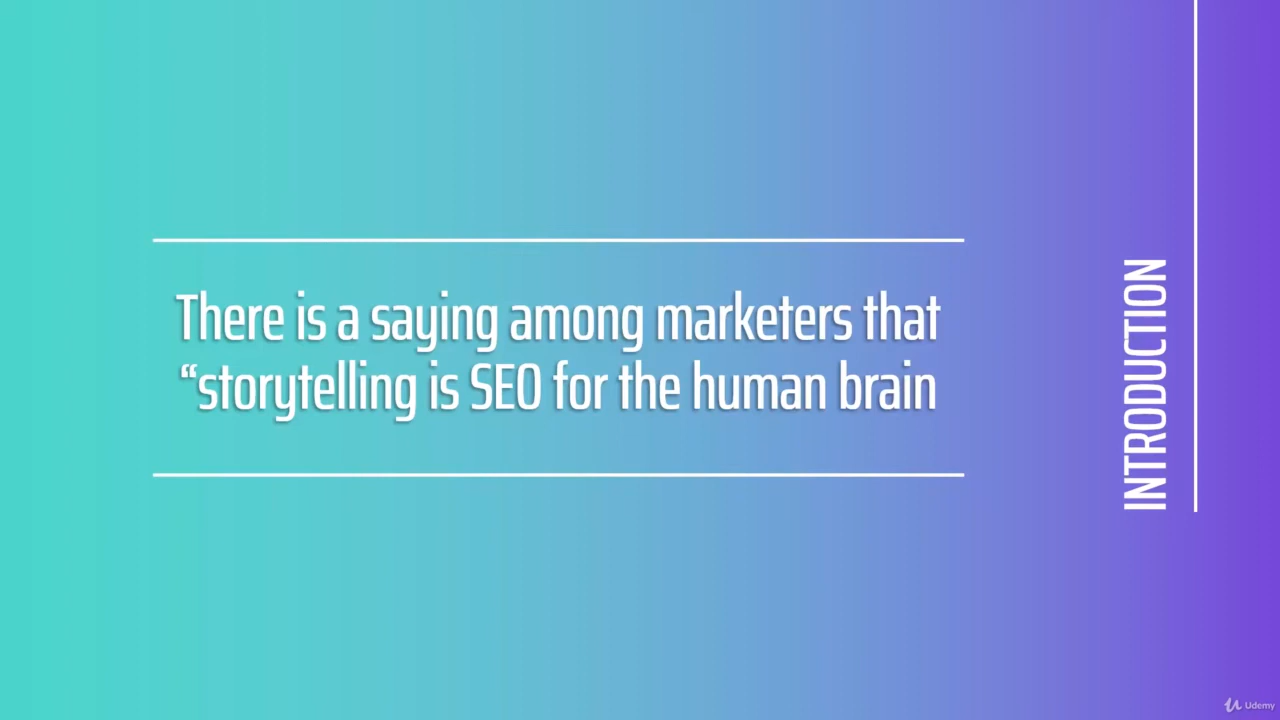 There is a saying among marketers that
“storytelling is SEO for the human brain
INTRODUCTION
Udemy